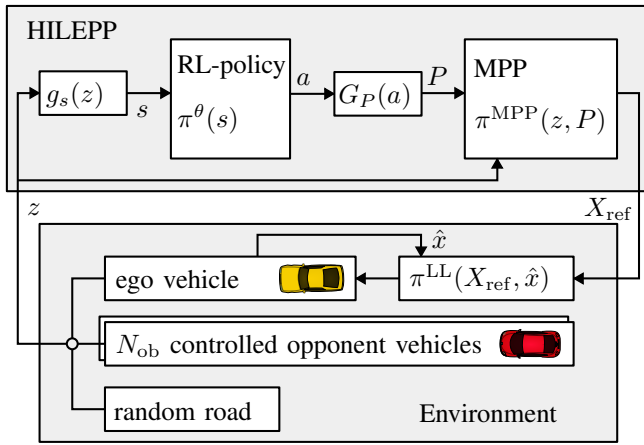 HILEPP
RL-policy
MPP
g_s(z)
s
π^θ(s)
a
G_P(a)
P
π^MPP(z, P)
z
X_ref
x̂
ego vehicle
π^LL(X_ref, x̂)
N_ob controlled opponent vehicles
random road
Environment